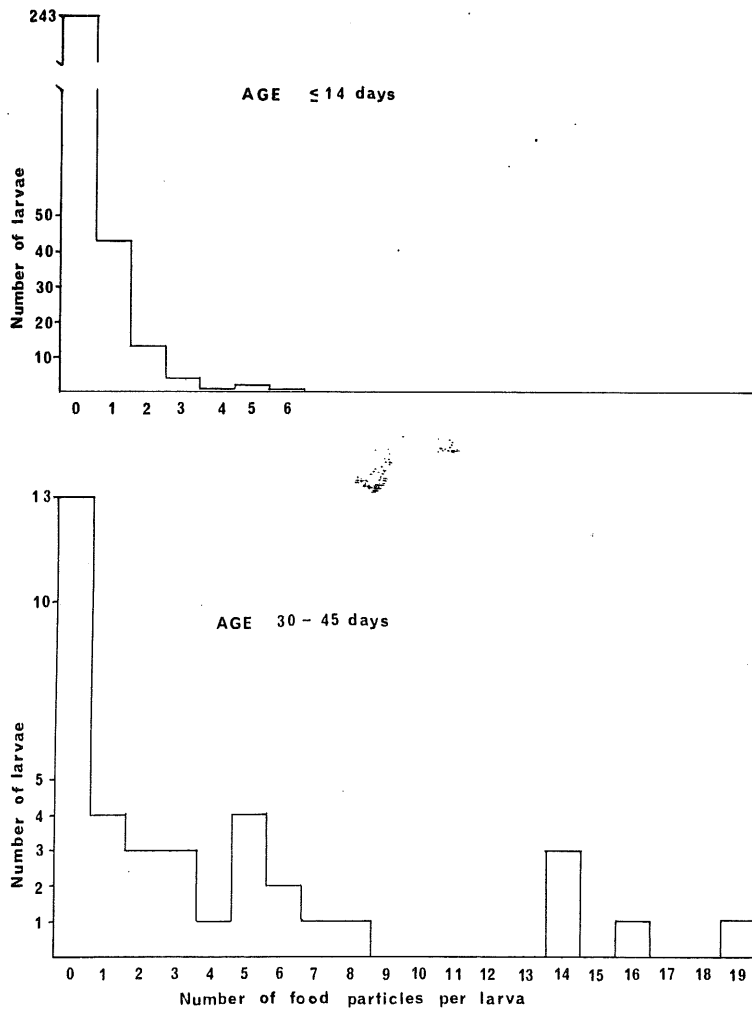 243
AGE ≤14 days
Number of larvae
50
40
30
20
10
0 1 2 3 4 5 6
13
10
AGE 30 - 45 days
Number of larvae
5
4
3
2
1
0 1 2 3 4 5 6 7 8 9 10 11 12 13 14 15 16 17 18 19
Number of food particles per larva